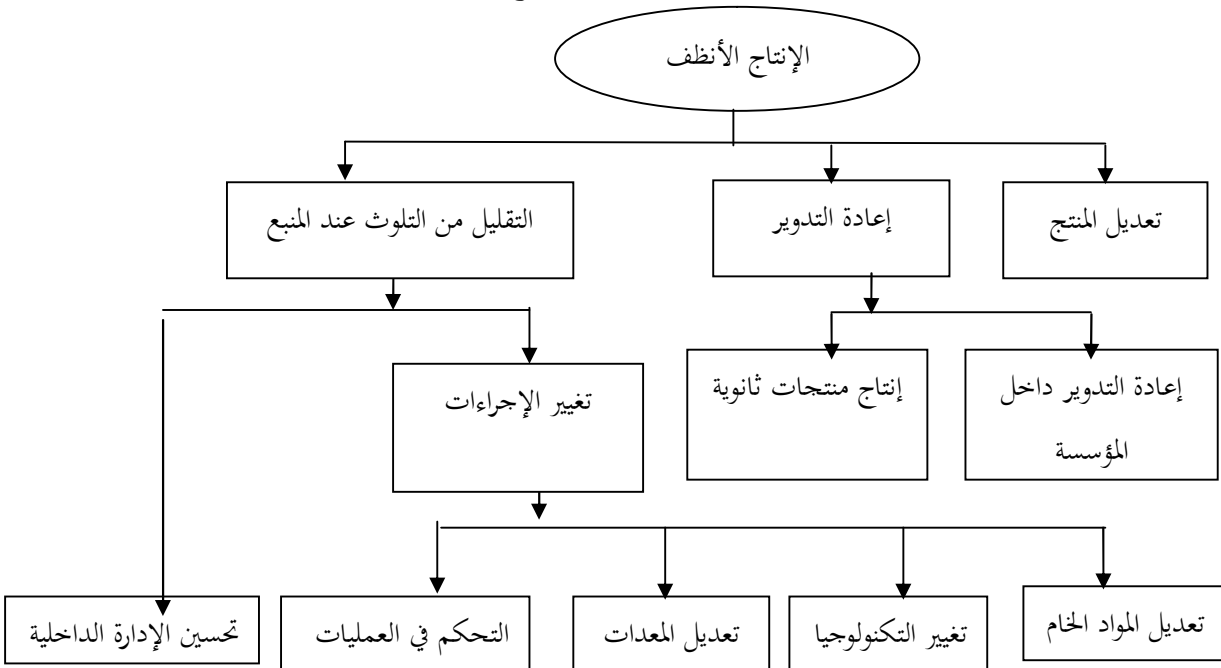 الإنتاج الأنظف
تعديل المنتج
إعادة التدوير
التقليل من التلوث عند المنبع
إعادة التدوير داخل
المؤسسة
إنتاج منتجات ثانوية
تغيير الإجراءات
تعديل المواد الخام
تغيير التكنولوجيا
تعديل المعدات
التحكم في العمليات
تحسين الإدارة الداخلية